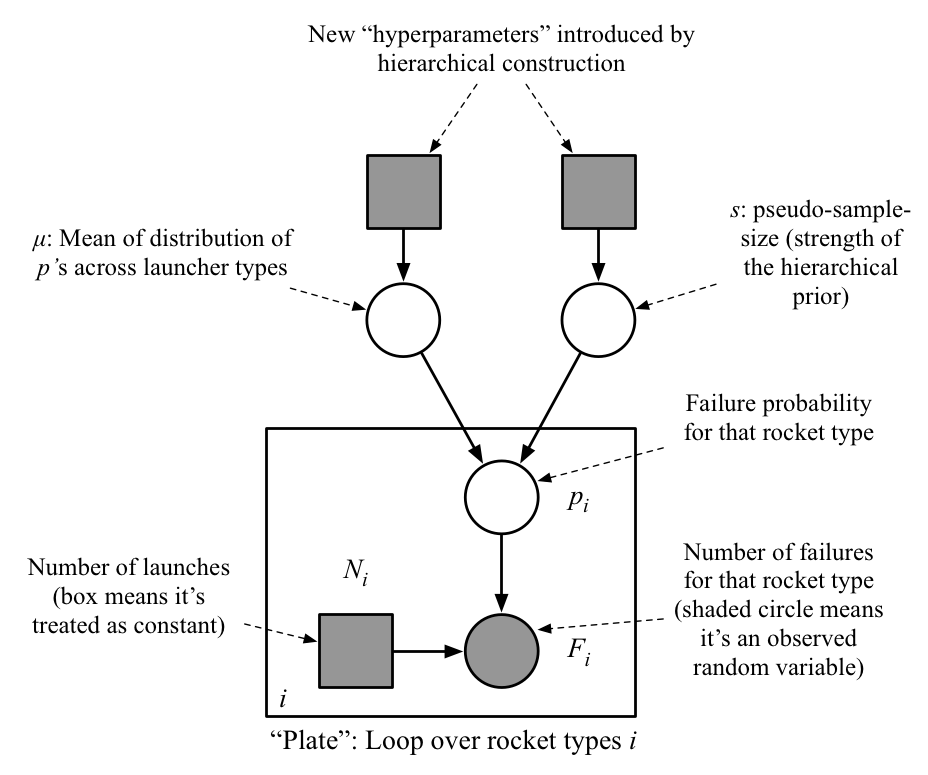 New “hyperparameters” introduced by
hierarchical construction
μ: Mean of distribution of
p’s across launcher types
s: pseudo-sample-
size (strength of
the hierarchical
prior)
Failure probability
for that rocket type
p_i
Number of launches
(box means it’s
treated as constant)
N_i
Number of failures
for that rocket type
(shaded circle means
it’s an observed
random variable)
F_i
i
“Plate”: Loop over rocket types i